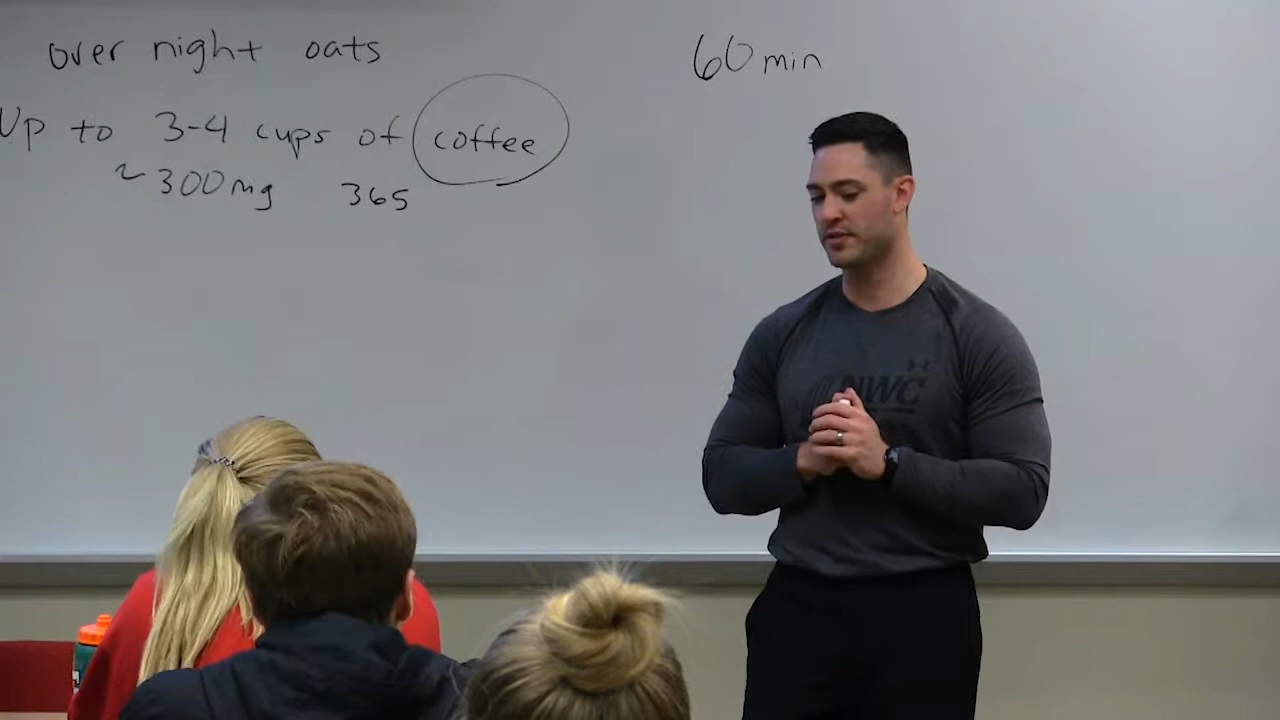 over night oats
60 min
Up to 3-4 cups of coffee
~300mg 365
NWC